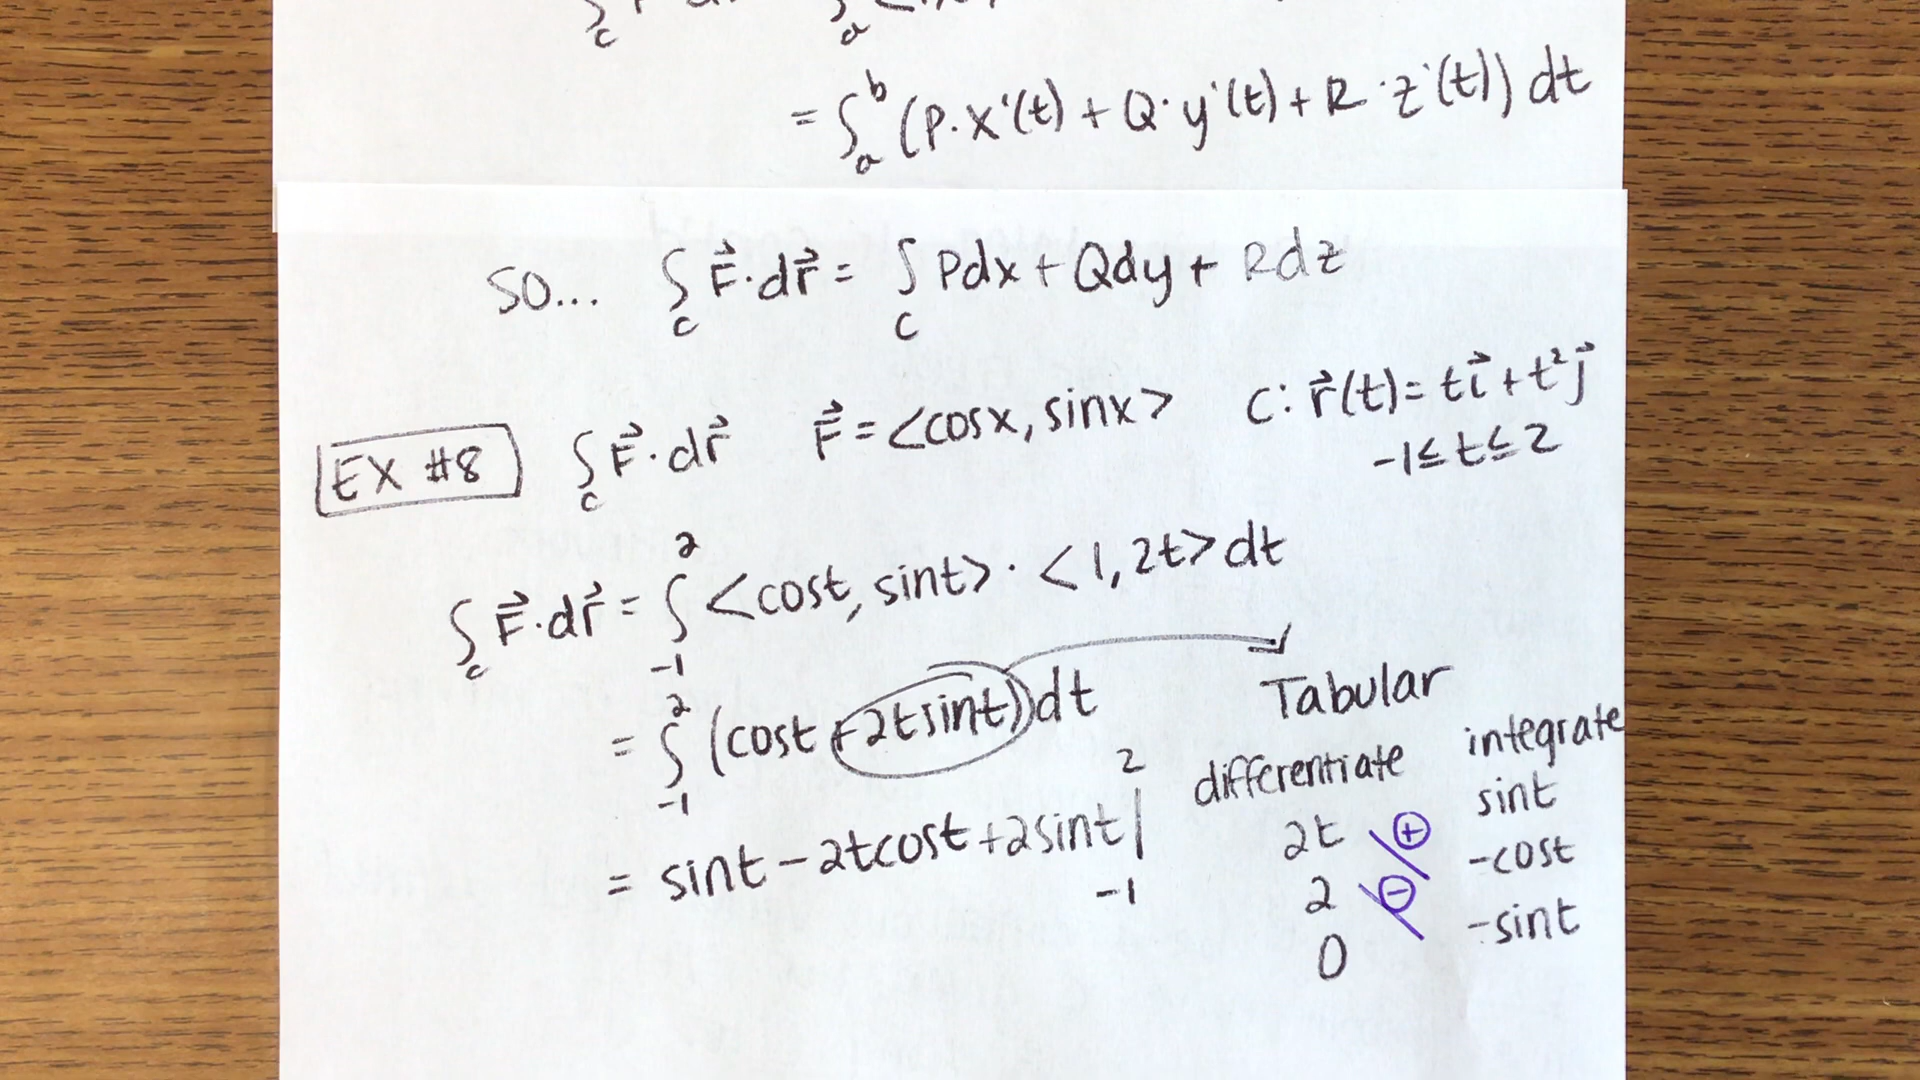 = ∫_a^b (P·x'(t) + Q·y'(t) + R·z'(t)) dt
SO... ∫_C F⃗·dr⃗ = ∫_C Pdx + Qdy + Rdz
EX #8 ∫_C F⃗·dr⃗ F⃗ = <cosx, sinx> C: r⃗(t) = ti⃗ + t²j⃗
-1 ≤ t ≤ 2
∫_C F⃗·dr⃗ = ∫_{-1}^{2} <cost, sint> · <1, 2t> dt
= ∫_{-1}^{2} (cost + 2tsint) dt
= sint - 2tcost + 2sint |_{-1}^{2}
Tabular
differentiate integrate
2t + sint
2 - -cost
0 -sint